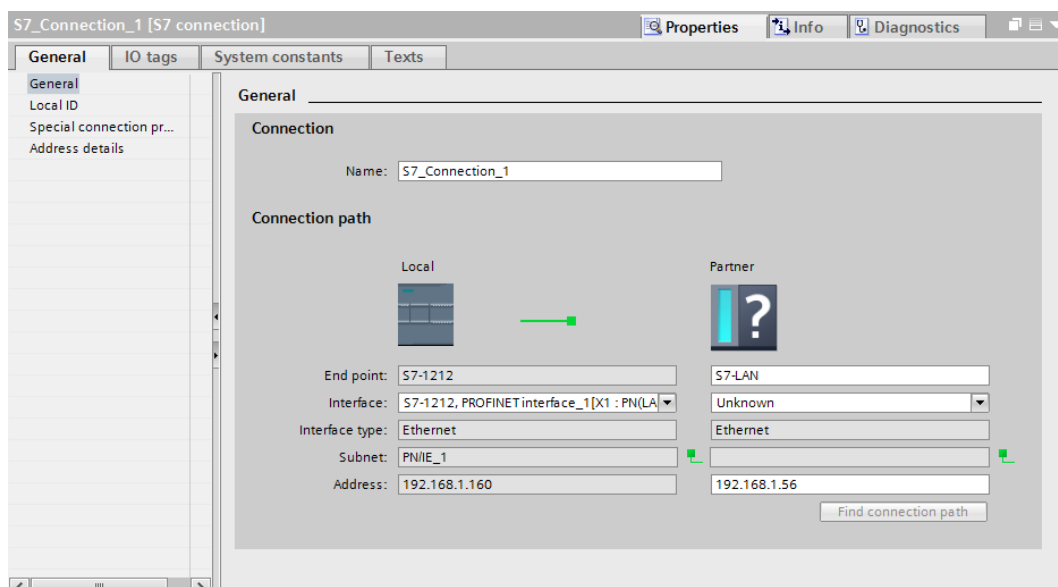 S7_Connection_1 [S7 connection]
Properties
Info
Diagnostics
General
IO tags
System constants
Texts
General
Local ID
Special connection pr...
Address details
General
Connection
Name: S7_Connection_1
Connection path
Local
Partner
?
End point: S7-1212 S7-LAN
Interface: S7-1212, PROFINET interface_1[X1 : PN(LA Unknown
Interface type: Ethernet Ethernet
Subnet: PN/IE_1
Address: 192.168.1.160 192.168.1.56
Find connection path